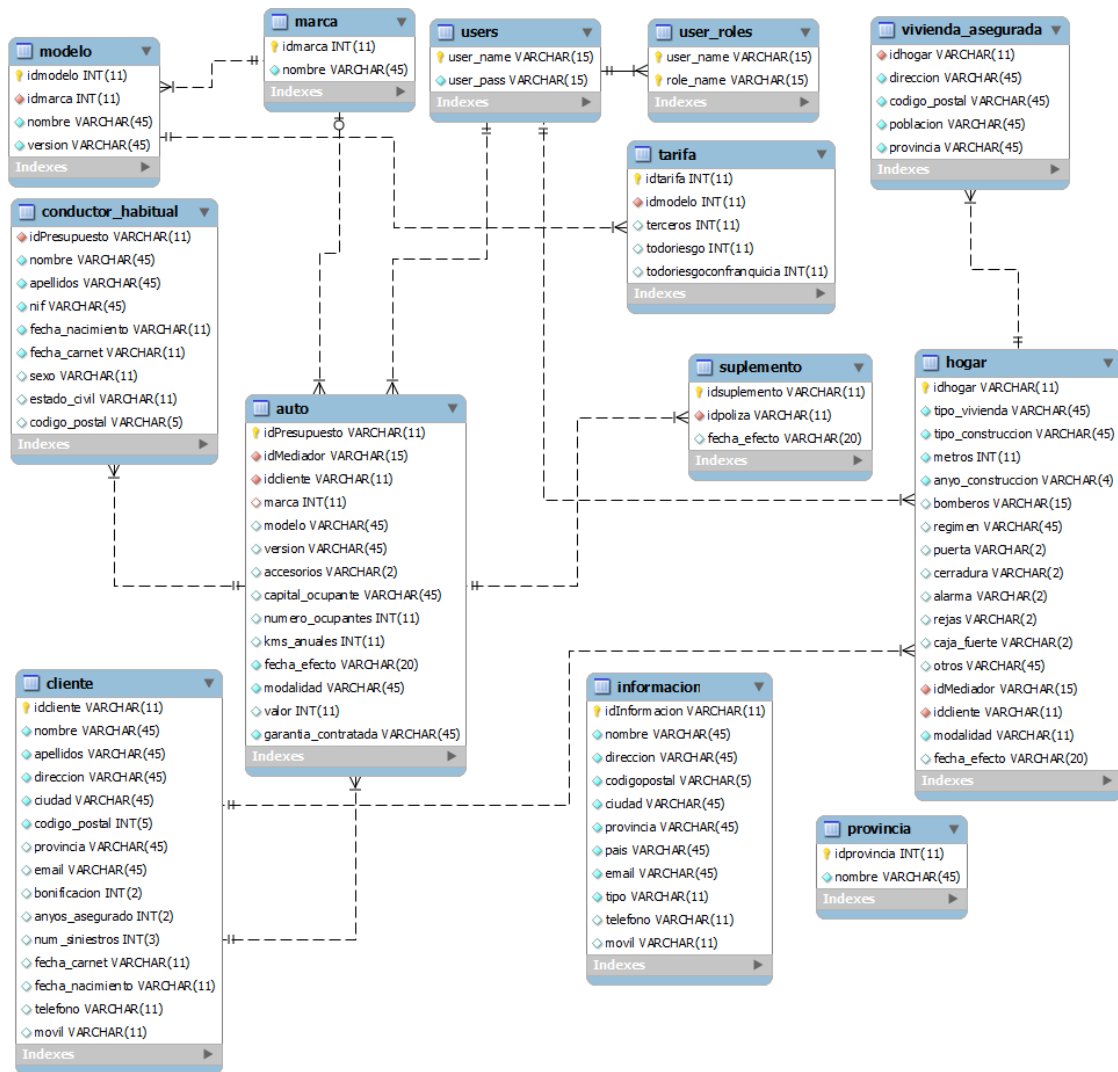 modelo
idmodelo INT(11)
idmarca INT(11)
nombre VARCHAR(45)
version VARCHAR(45)
Indexes
marca
idmarca INT(11)
nombre VARCHAR(45)
Indexes
users
user_name VARCHAR(15)
user_pass VARCHAR(15)
Indexes
user_roles
user_name VARCHAR(15)
role_name VARCHAR(15)
Indexes
vivienda_asegurada
idhogar VARCHAR(11)
direccion VARCHAR(45)
codigo_postal VARCHAR(45)
poblacion VARCHAR(45)
provincia VARCHAR(45)
Indexes
tarifa
idtarifa INT(11)
idmodelo INT(11)
terceros INT(11)
todoriesgo INT(11)
todoriesgoconfranquicia INT(11)
Indexes
conductor_habitual
idPresupuesto VARCHAR(11)
nombre VARCHAR(45)
apellidos VARCHAR(45)
nif VARCHAR(45)
fecha_nacimiento VARCHAR(11)
fecha_carnet VARCHAR(11)
sexo VARCHAR(11)
estado_civil VARCHAR(11)
codigo_postal VARCHAR(5)
Indexes
auto
idPresupuesto VARCHAR(11)
idMediador VARCHAR(15)
idcliente VARCHAR(11)
marca INT(11)
modelo VARCHAR(45)
version VARCHAR(45)
accesorios VARCHAR(2)
capital_ocupante VARCHAR(45)
numero_ocupantes INT(11)
kms_anuales INT(11)
fecha_efecto VARCHAR(20)
modalidad VARCHAR(45)
valor INT(11)
garantia_contratada VARCHAR(45)
Indexes
suplemento
idsuplemento VARCHAR(11)
idpoliza VARCHAR(11)
fecha_efecto VARCHAR(20)
Indexes
hogar
idhogar VARCHAR(11)
tipo_vivienda VARCHAR(45)
tipo_construccion VARCHAR(45)
metros INT(11)
anyo_construccion VARCHAR(4)
bomberos VARCHAR(15)
regimen VARCHAR(45)
puerta VARCHAR(2)
cerradura VARCHAR(2)
alarma VARCHAR(2)
rejas VARCHAR(2)
caja_fuerte VARCHAR(2)
otros VARCHAR(45)
idMediador VARCHAR(15)
idcliente VARCHAR(11)
modalidad VARCHAR(11)
fecha_efecto VARCHAR(20)
Indexes
cliente
idcliente VARCHAR(11)
nombre VARCHAR(45)
apellidos VARCHAR(45)
direccion VARCHAR(45)
ciudad VARCHAR(45)
codigo_postal INT(5)
provincia VARCHAR(45)
email VARCHAR(45)
bonificacion INT(2)
anyos_asegurado INT(2)
num_siniestros INT(3)
fecha_carnet VARCHAR(11)
fecha_nacimiento VARCHAR(11)
telefono VARCHAR(11)
movil VARCHAR(11)
Indexes
informacion
idInformacion VARCHAR(11)
nombre VARCHAR(45)
direccion VARCHAR(45)
codigopostal VARCHAR(5)
ciudad VARCHAR(45)
provincia VARCHAR(45)
pais VARCHAR(45)
email VARCHAR(45)
tipo VARCHAR(11)
telefono VARCHAR(11)
movil VARCHAR(11)
Indexes
provincia
idprovincia INT(11)
nombre VARCHAR(45)
Indexes